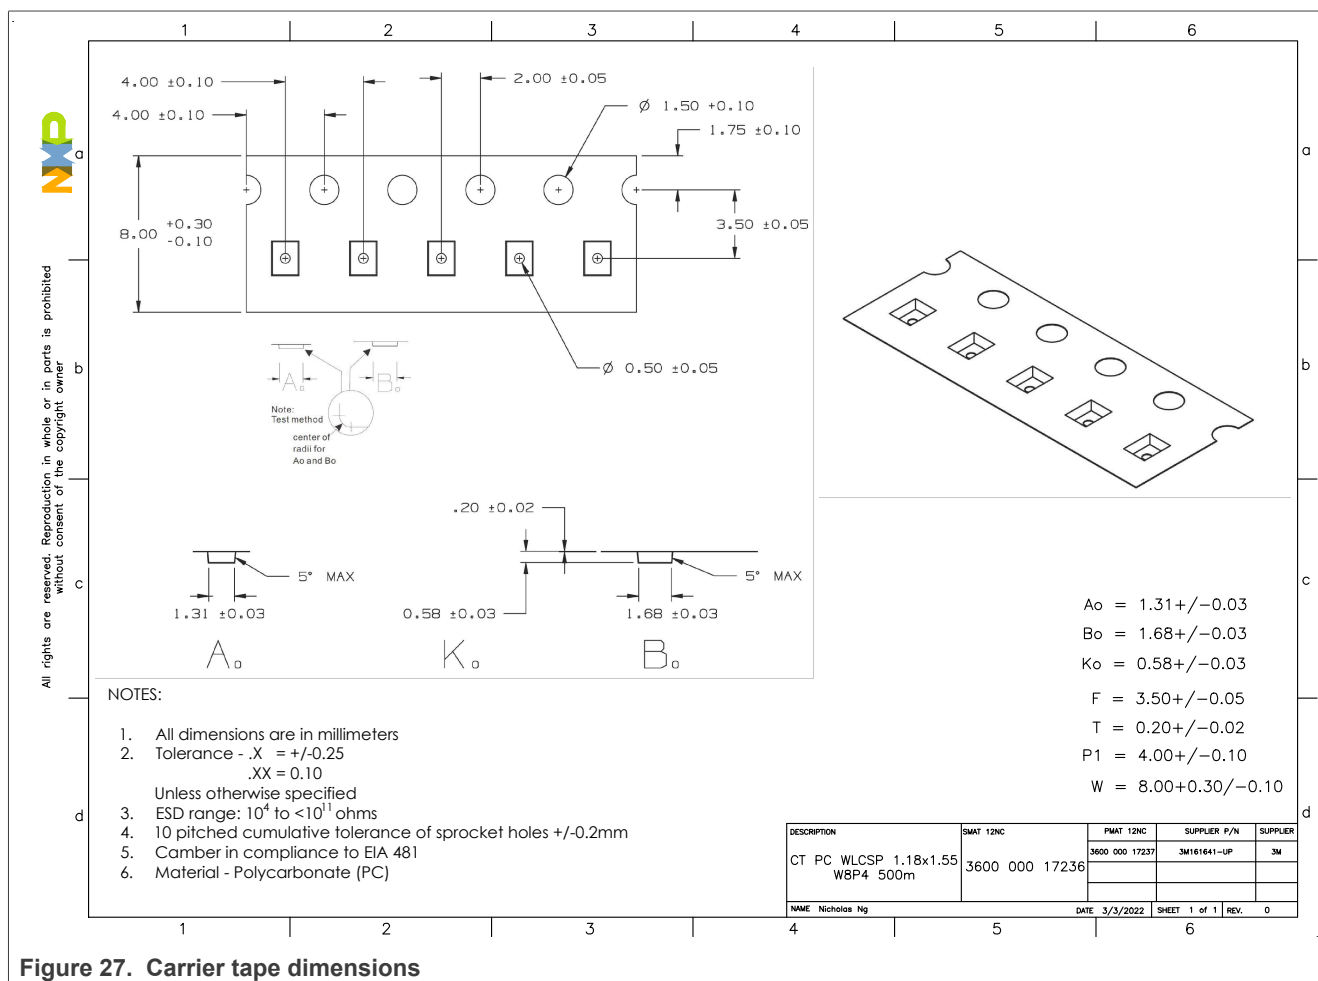 1 2 3 4 5 6
4.00 ±0.10
2.00 ±0.05
4.00 ±0.10
Ø 1.50 +0.10
1.75 ±0.10
NXP
a
a
8.00 +0.30
-0.10
3.50 ±0.05
All rights are reserved. Reproduction in whole or in parts is prohibited
without consent of the copyright owner
b
b
Ø 0.50 ±0.05
A.
B.
Note:
Test method
center of
radii for
Ao and Bo
.20 ±0.02
c
c
5° MAX
5° MAX
1.31 ±0.03
0.58 ±0.03
1.68 ±0.03
Ao
Ko
Bo
Ao = 1.31+/-0.03
Bo = 1.68+/-0.03
Ko = 0.58+/-0.03
F = 3.50+/-0.05
T = 0.20+/-0.02
P1 = 4.00+/-0.10
W = 8.00+0.30/-0.10
NOTES:
1. All dimensions are in millimeters
2. Tolerance - .X = +/-0.25
.XX = 0.10
Unless otherwise specified
3. ESD range: 10⁴ to <10¹¹ ohms
4. 10 pitched cumulative tolerance of sprocket holes +/-0.2mm
5. Camber in compliance to EIA 481
6. Material - Polycarbonate (PC)
d
d
DESCRIPTION SMAT 12NC PMAT 12NC SUPPLIER P/N SUPPLIER
CT PC WLCSP 1.18x1.55
W8P4 500m
3600 000 17236
3600 000 17237 3M161641-UP 3M
NAME Nicholas Ng DATE 3/3/2022 SHEET 1 of 1 REV. 0
1 2 3 4 5 6
Figure 27. Carrier tape dimensions